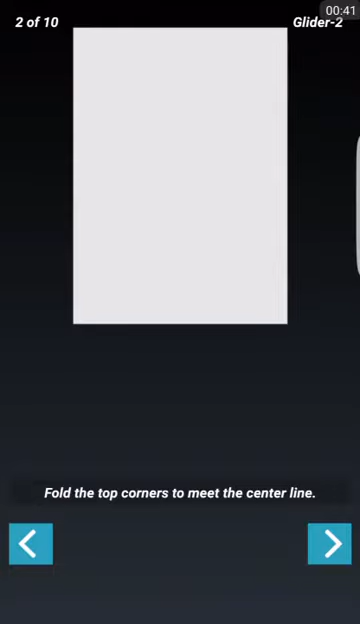 00:41
2 of 10
Glider-2
Fold the top corners to meet the center line.